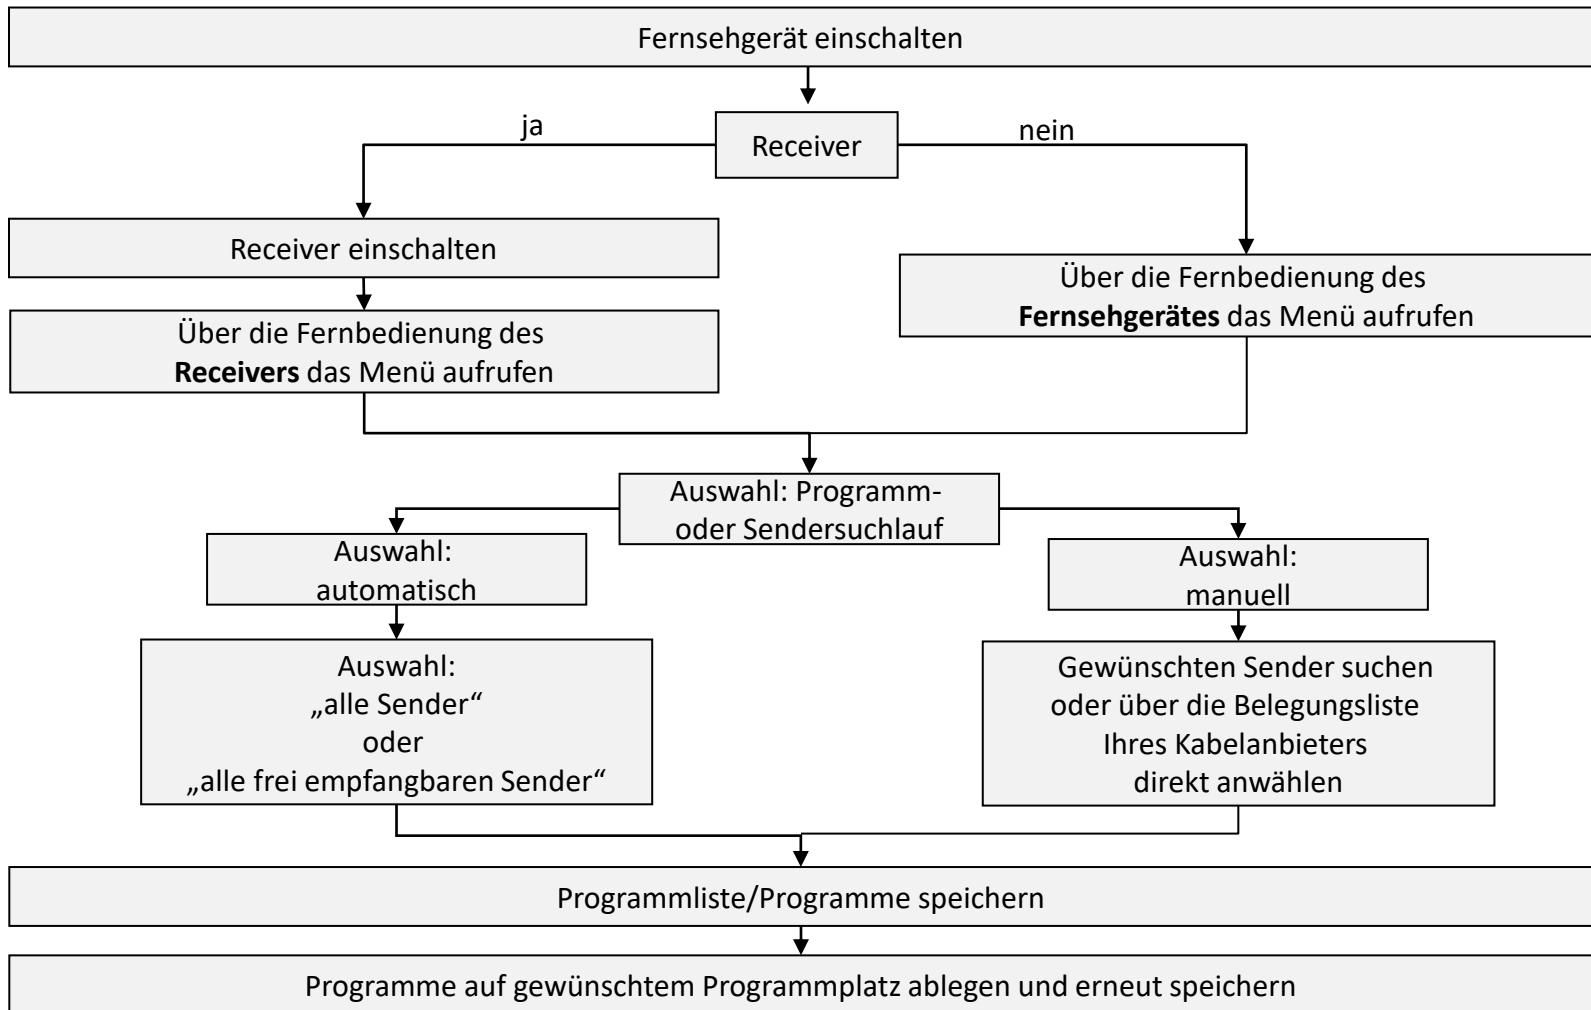 Fernsehgerät einschalten
ja
nein
Receiver
Receiver einschalten
Über die Fernbedienung des
Receivers das Menü aufrufen
Über die Fernbedienung des
Fernsehgerätes das Menü aufrufen
Auswahl: Programm-
oder Sendersuchlauf
Auswahl:
automatisch
Auswahl:
manuell
Auswahl:
„alle Sender“
oder
„alle frei empfangbaren Sender“
Gewünschten Sender suchen
oder über die Belegungsliste
Ihres Kabelanbieters
direkt anwählen
Programmliste/Programme speichern
Programme auf gewünschtem Programmplatz ablegen und erneut speichern